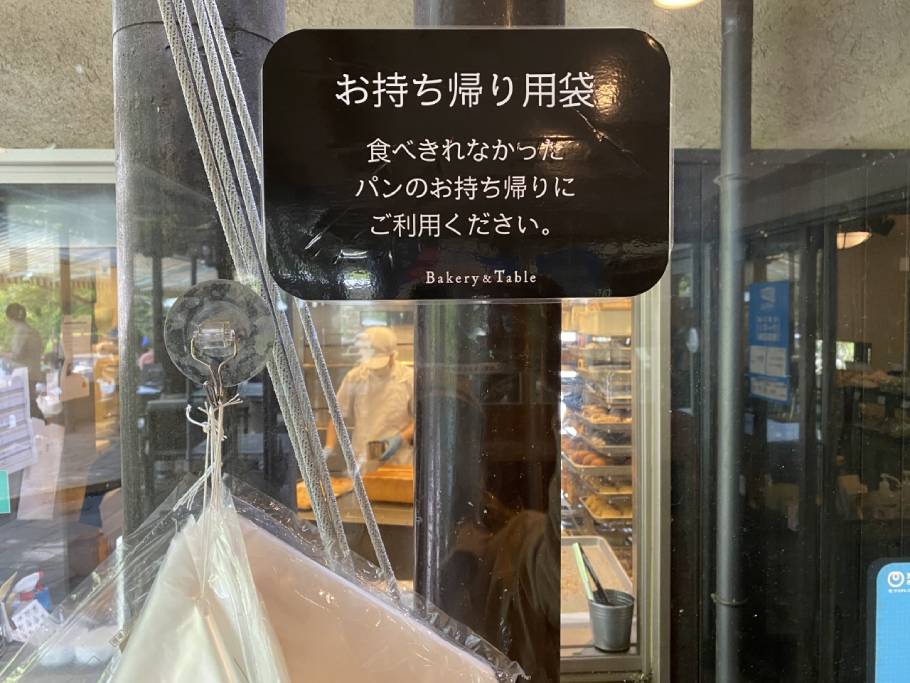 お持ち帰り用袋
食べきれなかった
パンのお持ち帰りに
ご利用ください。
Bakery & Table